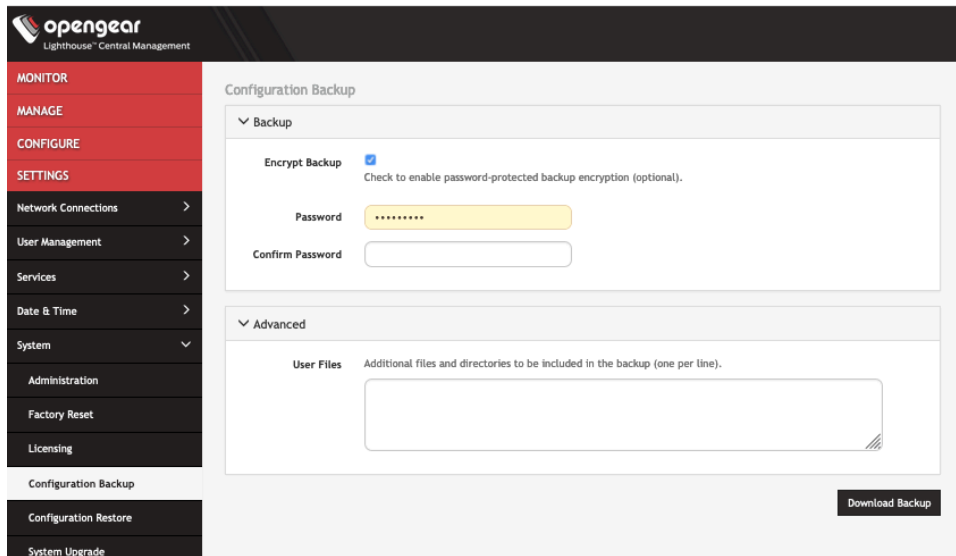 opengear
Lighthouse™ Central Management
MONITOR
MANAGE
CONFIGURE
SETTINGS
Network Connections
User Management
Services
Date & Time
System
Administration
Factory Reset
Licensing
Configuration Backup
Configuration Restore
System Upgrade
Configuration Backup
Backup
Encrypt Backup
Check to enable password-protected backup encryption (optional).
Password •••••••••
Confirm Password
Advanced
User Files Additional files and directories to be included in the backup (one per line).
Download Backup